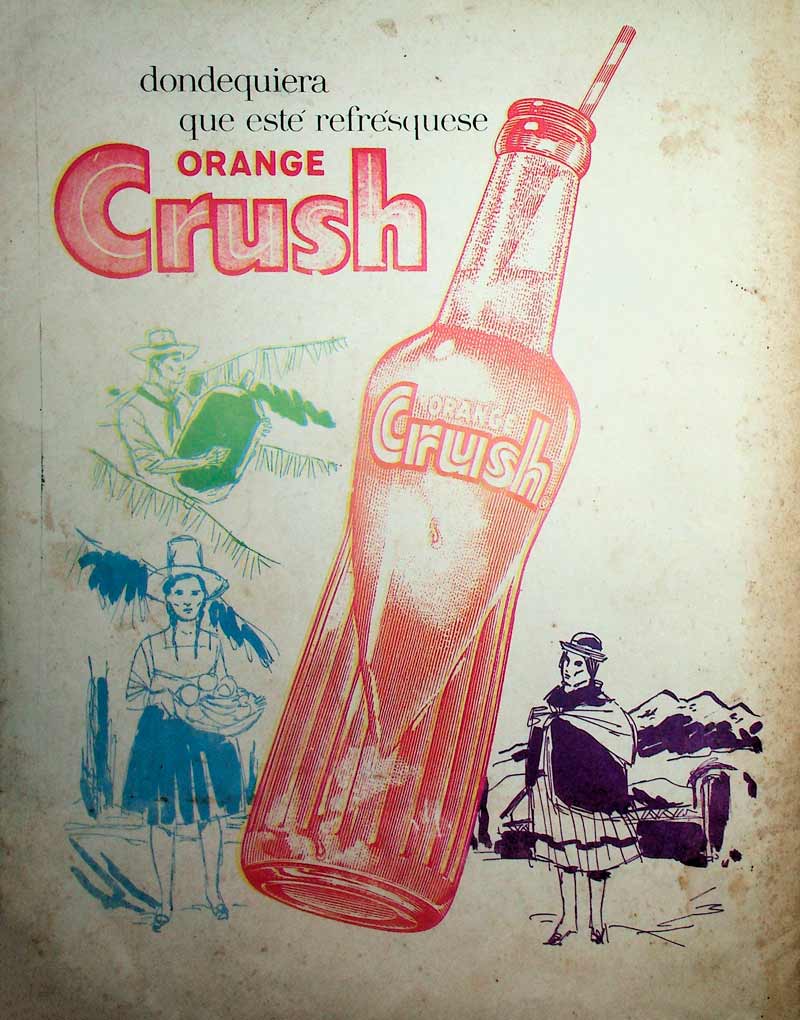 dondequiera
que esté refrésquese
ORANGE
Crush
ORANGE
Crush